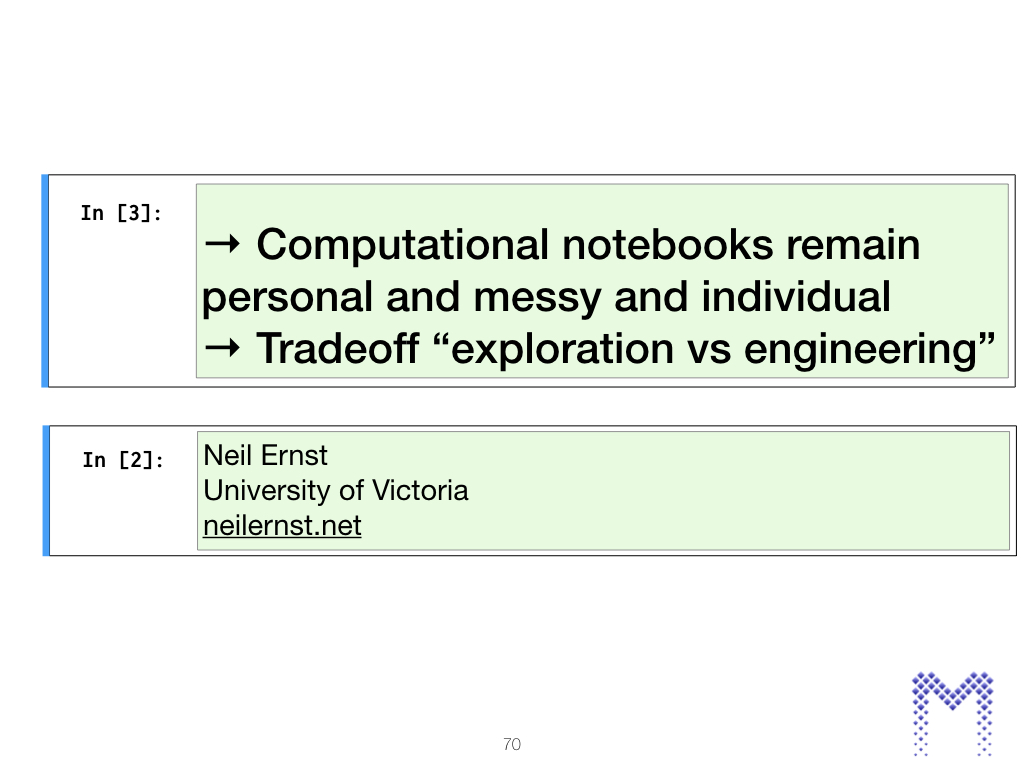 In [3]:
→ Computational notebooks remain
personal and messy and individual
→ Tradeoff “exploration vs engineering”
In [2]:
Neil Ernst
University of Victoria
neilernst.net
70
M